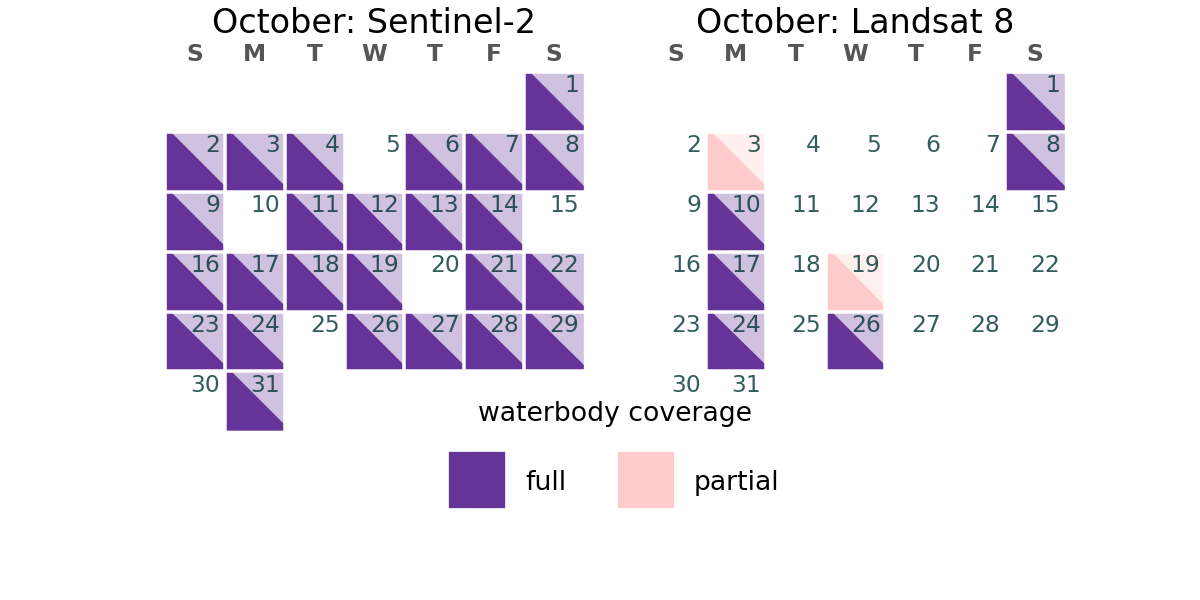 October: Sentinel-2
S M T W T F S
1
2 3 4 5 6 7 8
9 10 11 12 13 14 15
16 17 18 19 20 21 22
23 24 25 26 27 28 29
30 31
October: Landsat 8
S M T W T F S
1
2 3 4 5 6 7 8
9 10 11 12 13 14 15
16 17 18 19 20 21 22
23 24 25 26 27 28 29
30 31
waterbody coverage
full partial